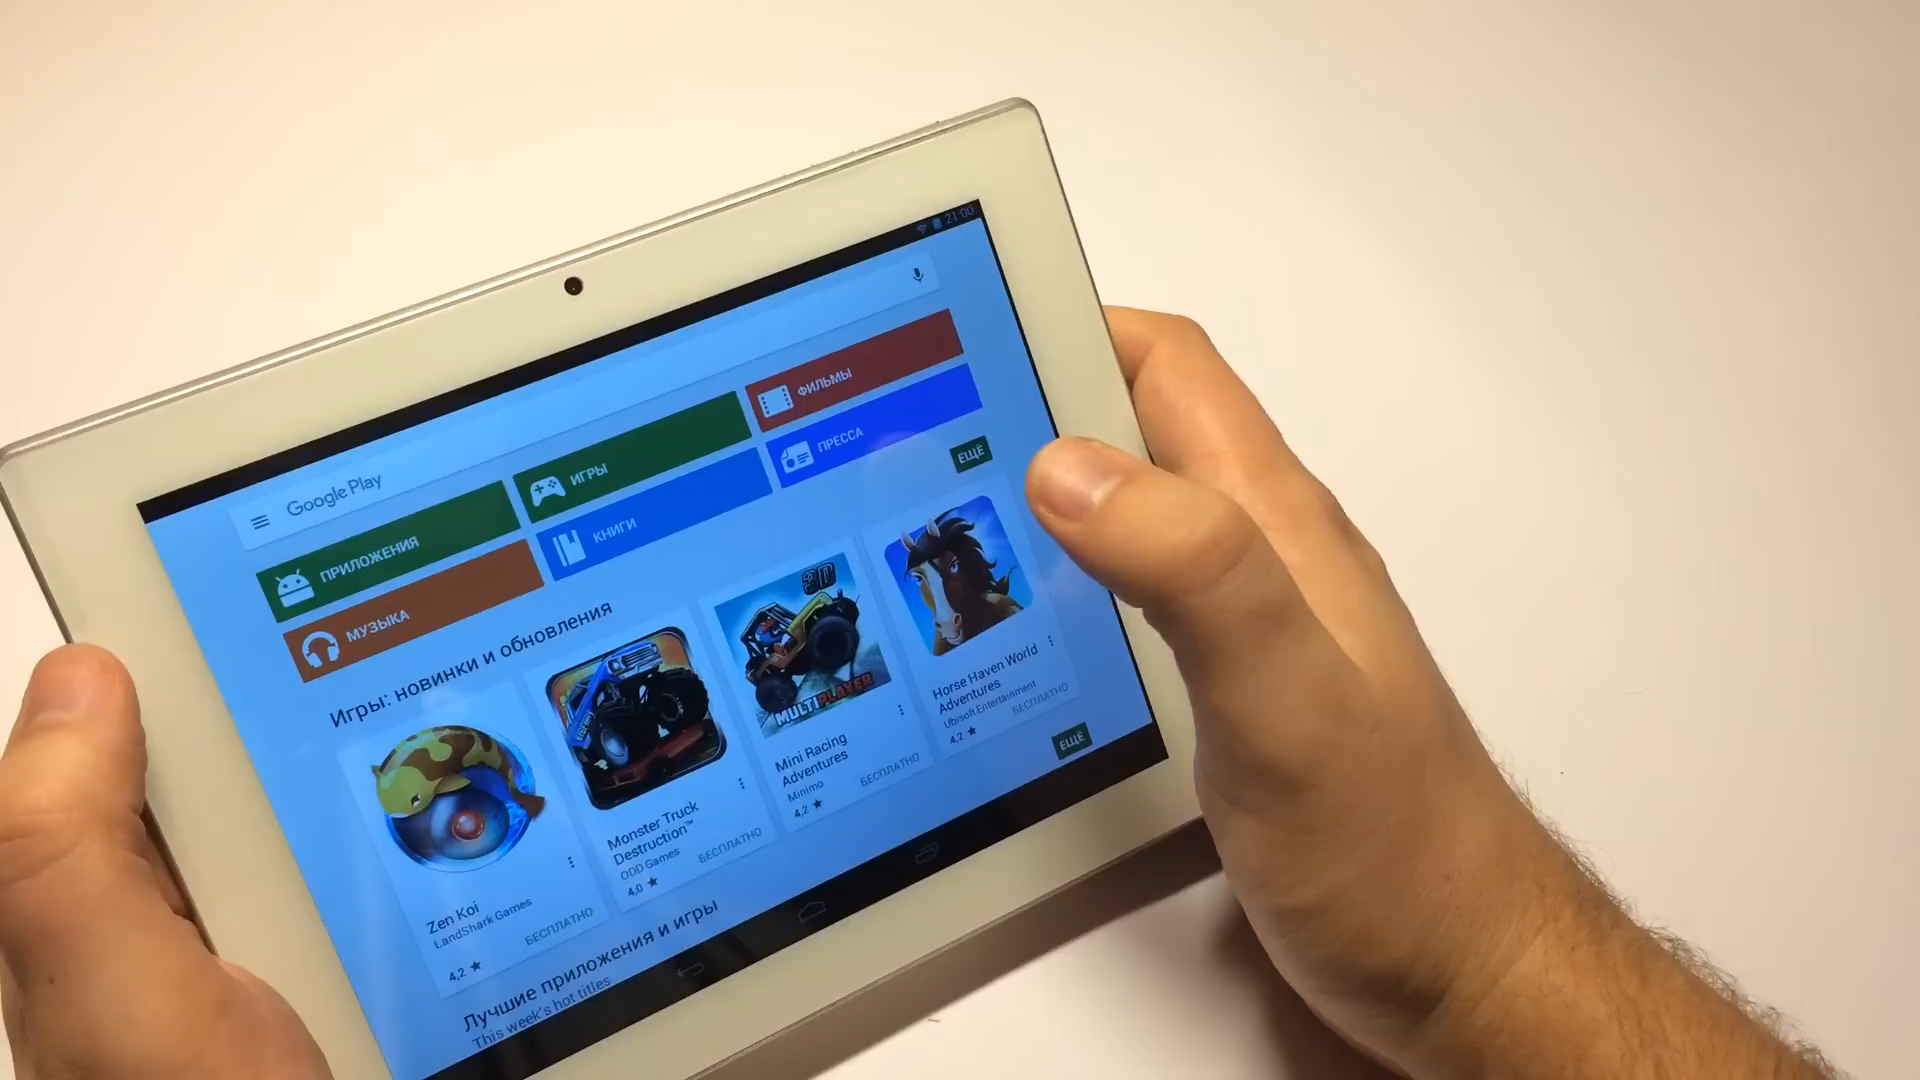 21:00
Google Play
ПРИЛОЖЕНИЯ
ИГРЫ
ФИЛЬМЫ
МУЗЫКА
КНИГИ
ПРЕССА
Игры: новинки и обновления
ЕЩЁ
Zen Koi
LandShark Games
4,2 ★
БЕСПЛАТНО
Monster Truck
Destruction™
ODD Games
4,0 ★
БЕСПЛАТНО
3D
MULTIPLAYER
Mini Racing
Adventures
Minimo
4,2 ★
БЕСПЛАТНО
Horse Haven World
Adventures
Ubisoft Entertainment
4,2 ★
БЕСПЛАТНО
Лучшие приложения и игры
This week's hot titles
ЕЩЁ